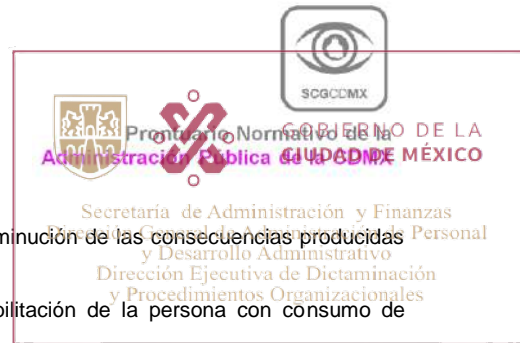 SCGCDMX
Prontuario Normativo de la
Administración Pública de la CDMX
GOBIERNO DE LA
CIUDAD DE MÉXICO
Secretaría de Administración y Finanzas
Dirección General de Administración de Personal
y Desarrollo Administrativo
Dirección Ejecutiva de Dictaminación
y Procedimientos Organizacionales
minución de las consecuencias producidas
bilitación de la persona con consumo de